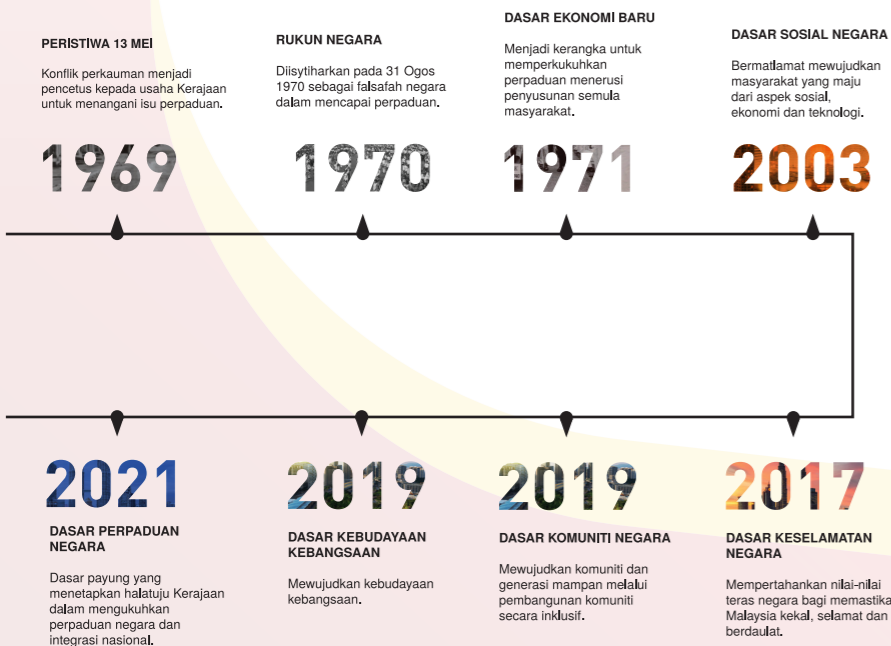 PERISTIWA 13 MEI
Konflik perkauman menjadi
pencetus kepada usaha Kerajaan
untuk menangani isu perpaduan.
1969
RUKUN NEGARA
Diisytiharkan pada 31 Ogos
1970 sebagai falsafah negara
dalam mencapai perpaduan.
1970
DASAR EKONOMI BARU
Menjadi kerangka untuk
memperkukuhkan
perpaduan menerusi
penyusunan semula
masyarakat.
1971
DASAR SOSIAL NEGARA
Bermatlamat mewujudkan
masyarakat yang maju
dari aspek sosial,
ekonomi dan teknologi.
2003
2021
DASAR PERPADUAN
NEGARA
Dasar payung yang
menetapkan halatuju Kerajaan
dalam mengukuhkan
perpaduan negara dan
integrasi nasional.
2019
DASAR KEBUDAYAAN
KEBANGSAAN
Mewujudkan kebudayaan
kebangsaan.
2019
DASAR KOMUNITI NEGARA
Mewujudkan komuniti dan
generasi mampan melalui
pembangunan komuniti
secara inklusif.
2017
DASAR KESELAMATAN
NEGARA
Mempertahankan nilai-nilai
teras negara bagi memastika
Malaysia kekal, selamat dan
berdaulat.